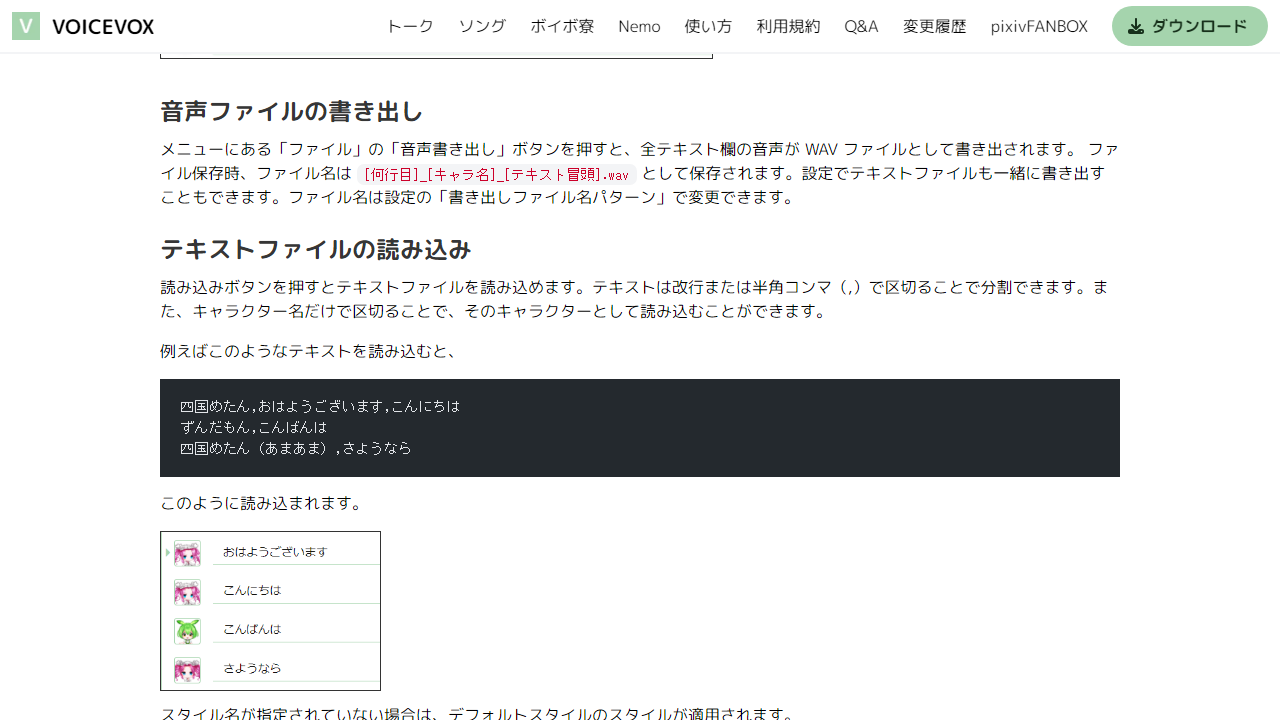 V VOICEVOX トーク ソング ボイボ寮 Nemo 使い方 利用規約 Q&A 変更履歴 pixivFANBOX ダウンロード
音声ファイルの書き出し
メニューにある「ファイル」の「音声書き出し」ボタンを押すと、全テキスト欄の音声が WAV ファイルとして書き出されます。 ファ
イル保存時、ファイル名は [何行目]_[キャラ名]_[テキスト冒頭].wav として保存されます。設定でテキストファイルも一緒に書き出す
こともできます。ファイル名は設定の「書き出しファイル名パターン」で変更できます。
テキストファイルの読み込み
読み込みボタンを押すとテキストファイルを読み込めます。テキストは改行または半角コンマ（,）で区切ることで分割できます。ま
た、キャラクター名だけで区切ることで、そのキャラクターとして読み込むことができます。
例えばこのようなテキストを読み込むと、
四国めたん,おはようございます,こんにちは
ずんだもん,こんばんは
四国めたん（あまあま）,さようなら
このように読み込まれます。
おはようございます
こんにちは
こんばんは
さようなら
スタイル名が指定されていない場合は、デフォルトスタイルのスタイルが適用されます。